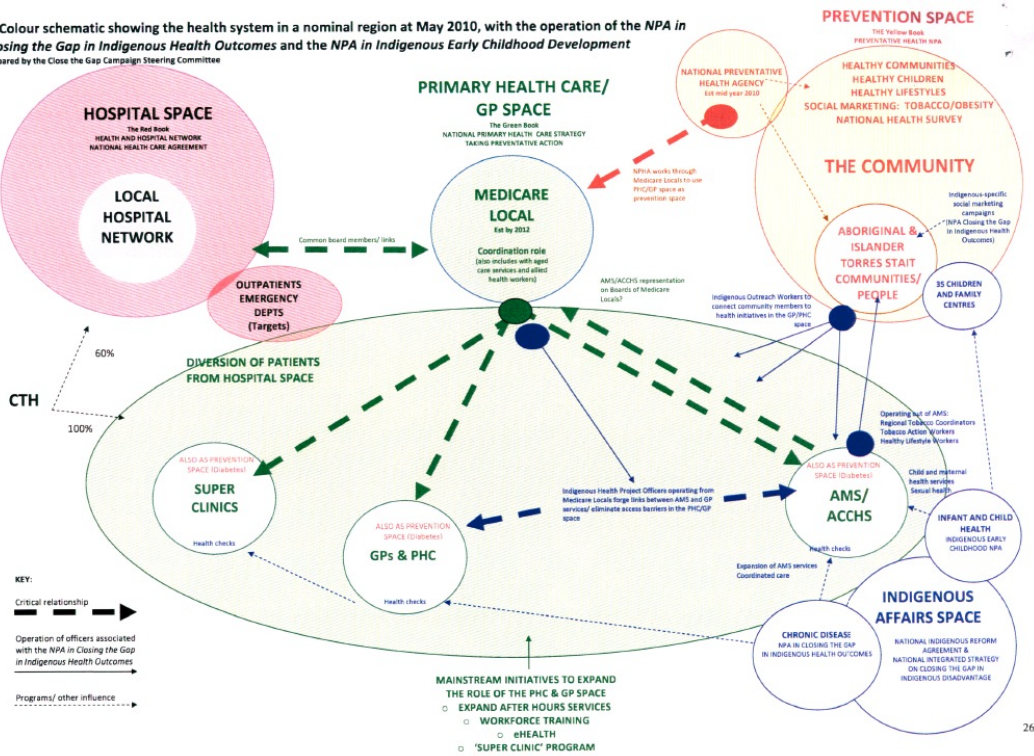 Colour schematic showing the health system in a nominal region at May 2010, with the operation of the NPA in
osing the Gap in Indigenous Health Outcomes and the NPA in Indigenous Early Childhood Development
pared by the Close the Gap Campaign Steering Committee
HOSPITAL SPACE
The Red Book
HEALTH AND HOSPITAL NETWORK
NATIONAL HEALTH CARE AGREEMENT
LOCAL
HOSPITAL
NETWORK
OUTPATIENTS
EMERGENCY
DEPTS
(Targets)
Common board members/ links
PRIMARY HEALTH CARE/
GP SPACE
The Green Book
NATIONAL PRIMARY HEALTH CARE STRATEGY
TAKING PREVENTATIVE ACTION
MEDICARE
LOCAL
Est by 2012
Coordination role
(also includes with aged
care services and allied
health workers)
AMS/ACCHS representation
on Boards of Medicare
Locals?
NATIONAL PREVENTATIVE
HEALTH AGENCY
Est mid year 2010
NPHA works through
Medicare Locals to use
PHC/GP space as
prevention space
PREVENTION SPACE
THE Yellow Book
PREVENTATIVE HEALTH NPA
HEALTHY COMMUNITIES
HEALTHY CHILDREN
HEALTHY LIFESTYLES
SOCIAL MARKETING: TOBACCO/OBESITY
NATIONAL HEALTH SURVEY
THE COMMUNITY
Indigenous-specific
social marketing
campaigns
(NPA Closing the Gap
in Indigenous Health
Outcomes)
ABORIGINAL &
ISLANDER
TORRES STAIT
COMMUNITIES/
PEOPLE
35 CHILDREN
AND FAMILY
CENTRES
Indigenous Outreach Workers to
connect community members to
health initiatives in the GP/PHC
space
60%
CTH
100%
DIVERSION OF PATIENTS
FROM HOSPITAL SPACE
ALSO AS PREVENTION
SPACE (Diabetes)
SUPER
CLINICS
Health checks
ALSO AS PREVENTION
SPACE (Diabetes)
GPs & PHC
Health checks
Indigenous Health Project Officers operating from
Medicare Locals forge links between AMS and GP
services/ eliminate access barriers in the PHC/GP
space
Operating out of AMS:
Regional Tobacco Coordinators
Tobacco Action Workers
Healthy Lifestyle Workers
ALSO AS PREVENTION
SPACE (Diabetes)
AMS/
ACCHS
Health checks
Child and maternal
health services
Sexual health
Expansion of AMS services
Coordinated care
INFANT AND CHILD
HEALTH
INDIGENOUS EARLY
CHILDHOOD NPA
INDIGENOUS
AFFAIRS SPACE
NATIONAL INDIGENOUS REFORM
AGREEMENT &
NATIONAL INTEGRATED STRATEGY
ON CLOSING THE GAP IN
INDIGENOUS DISADVANTAGE
CHRONIC DISEASE
NPA IN CLOSING THE GAP
IN INDIGENOUS HEALTH OUTCOMES
KEY:
Critical relationship
Operation of officers associated
with the NPA in Closing the Gap
in Indigenous Health Outcomes
Programs/ other influence
MAINSTREAM INITIATIVES TO EXPAND
THE ROLE OF THE PHC & GP SPACE
○ EXPAND AFTER HOURS SERVICES
○ WORKFORCE TRAINING
○ eHEALTH
○ 'SUPER CLINIC' PROGRAM
26